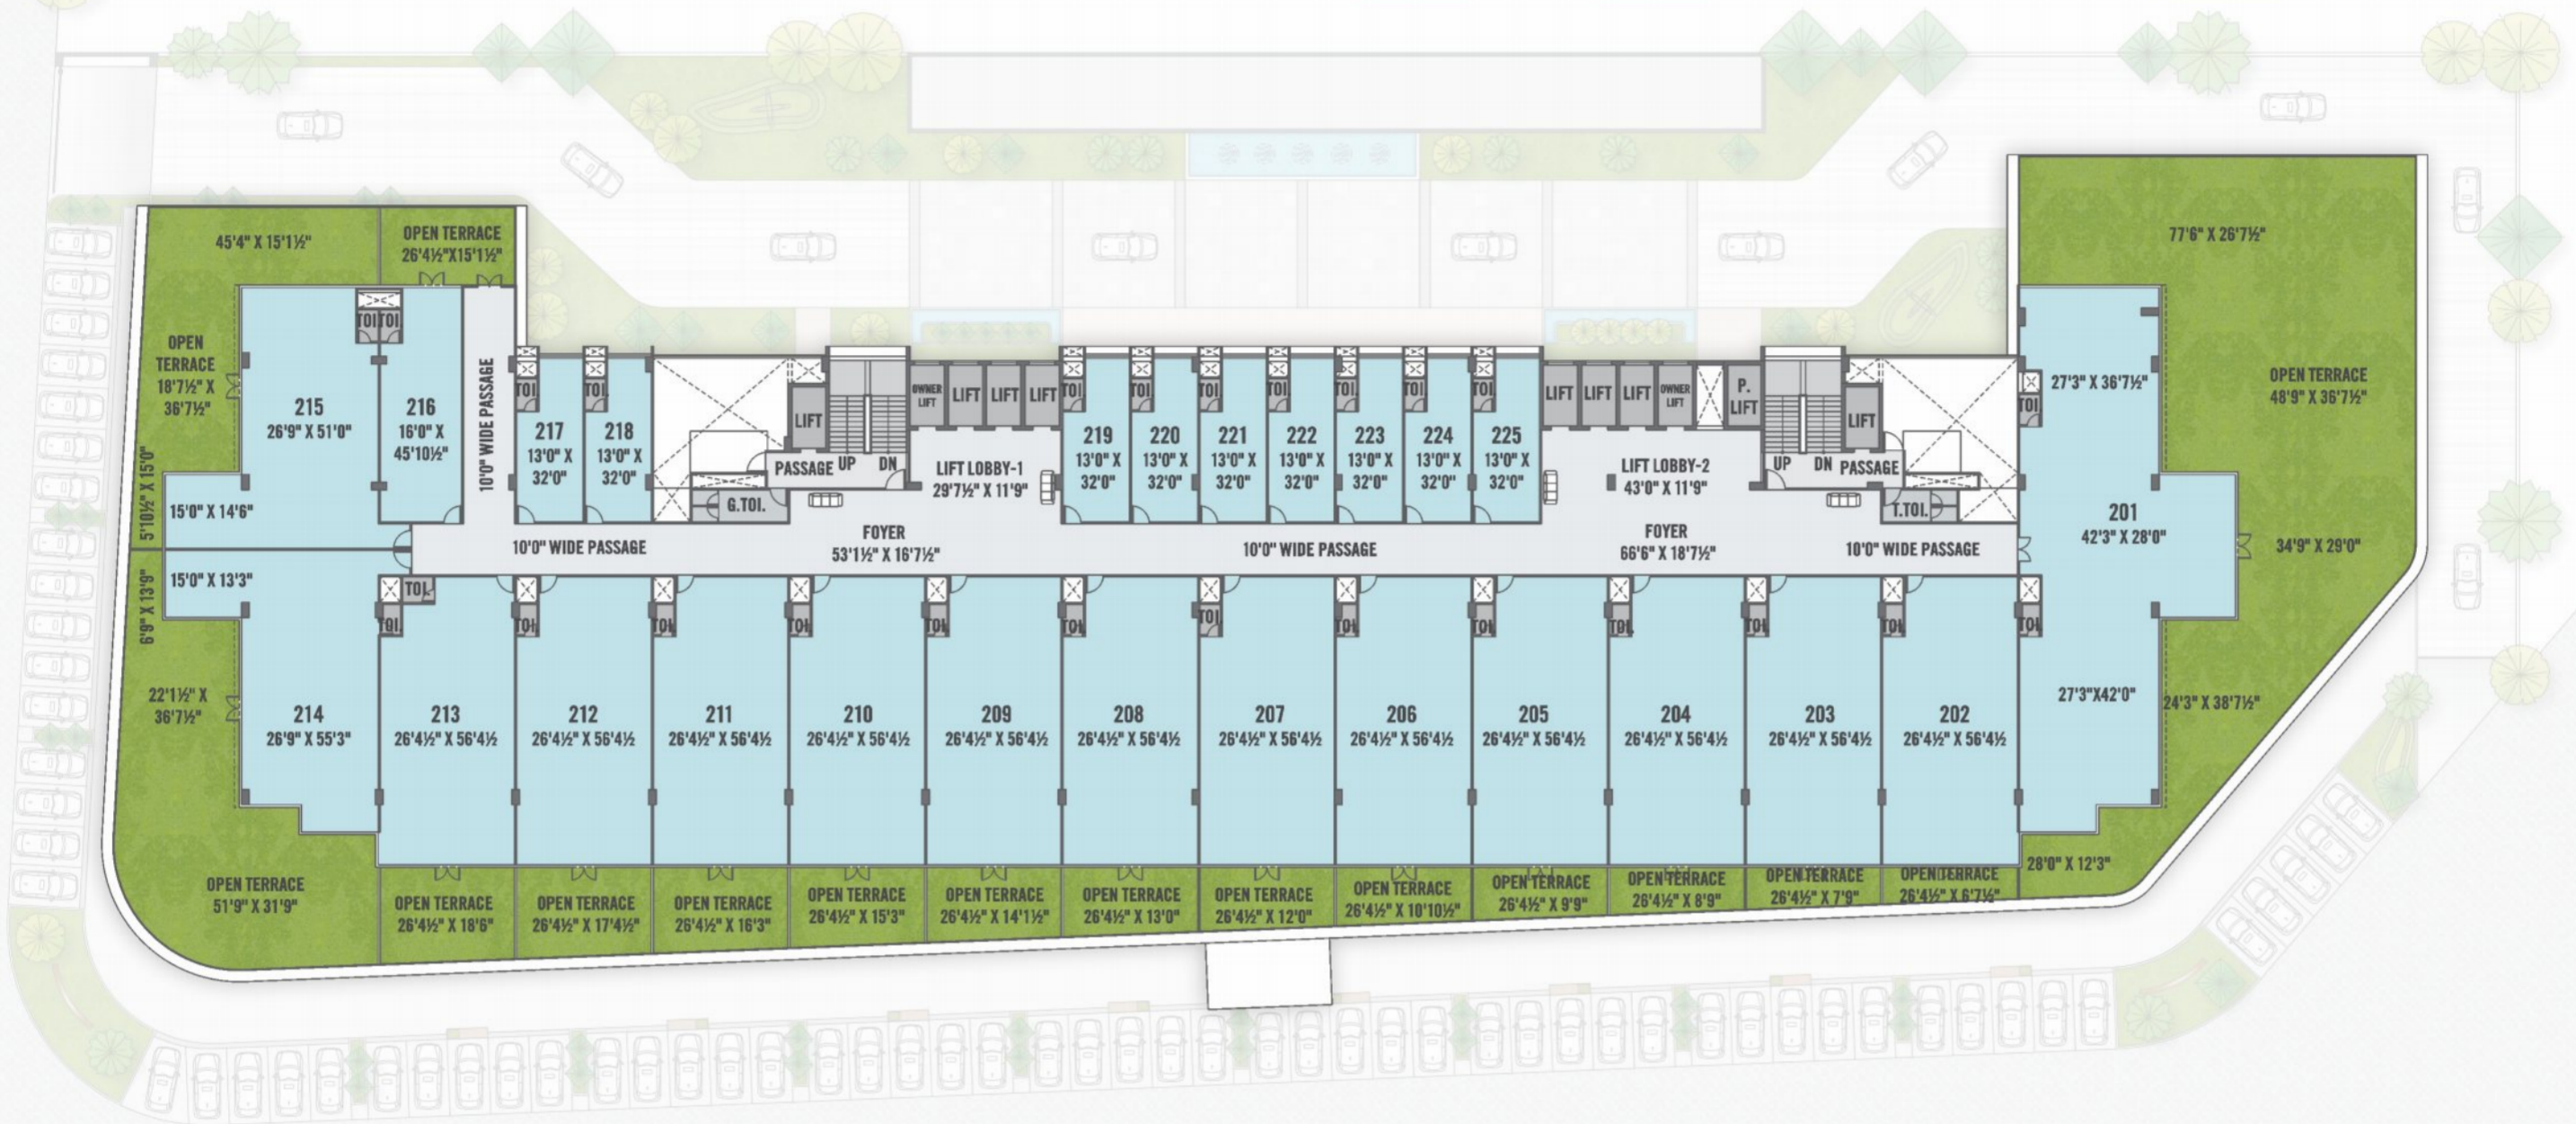 45'4" X 15'1½"
OPEN TERRACE
26'4½"X15'1½"
77'6" X 26'7½"
OPEN
TERRACE
18'7½" X
36'7½"
TOI.
TOI.
215
26'9" X 51'0"
216
16'0" X
45'10½"
10'0" WIDE PASSAGE
TOI.
217
13'0" X
32'0"
TOI.
218
13'0" X
32'0"
LIFT
PASSAGE
UP
DN
G.TOI.
OWNER
LIFT
LIFT
LIFT
LIFT
LIFT LOBBY-1
29'7½" X 11'9"
TOI.
219
13'0" X
32'0"
TOI.
220
13'0" X
32'0"
TOI.
221
13'0" X
32'0"
TOI.
222
13'0" X
32'0"
TOI.
223
13'0" X
32'0"
TOI.
224
13'0" X
32'0"
TOI.
225
13'0" X
32'0"
LIFT
LIFT
LIFT
OWNER
LIFT
P.
LIFT
LIFT LOBBY-2
43'0" X 11'9"
UP
DN
PASSAGE
LIFT
T.TOI.
TOI.
27'3" X 36'7½"
OPEN TERRACE
48'9" X 36'7½"
201
42'3" X 28'0"
34'9" X 29'0"
5'10½" X 15'0"
15'0" X 14'6"
10'0" WIDE PASSAGE
FOYER
53'1½" X 16'7½"
10'0" WIDE PASSAGE
FOYER
66'6" X 18'7½"
10'0" WIDE PASSAGE
6'9" X 13'9"
15'0" X 13'3"
TOI.
TOI.
TOI.
TOI.
TOI.
TOI.
TOI.
TOI.
TOI.
TOI.
TOI.
TOI.
TOI.
TOI.
22'1½" X
36'7½"
214
26'9" X 55'3"
213
26'4½" X 56'4½
212
26'4½" X 56'4½
211
26'4½" X 56'4½
210
26'4½" X 56'4½
209
26'4½" X 56'4½
208
26'4½" X 56'4½
207
26'4½" X 56'4½
206
26'4½" X 56'4½
205
26'4½" X 56'4½
204
26'4½" X 56'4½
203
26'4½" X 56'4½
202
26'4½" X 56'4½
27'3"X42'0"
24'3" X 38'7½"
28'0" X 12'3"
OPEN TERRACE
51'9" X 31'9"
OPEN TERRACE
26'4½" X 18'6"
OPEN TERRACE
26'4½" X 17'4½"
OPEN TERRACE
26'4½" X 16'3"
OPEN TERRACE
26'4½" X 15'3"
OPEN TERRACE
26'4½" X 14'1½"
OPEN TERRACE
26'4½" X 13'0"
OPEN TERRACE
26'4½" X 12'0"
OPEN TERRACE
26'4½" X 10'10½"
OPEN TERRACE
26'4½" X 9'9"
OPEN TERRACE
26'4½" X 8'9"
OPEN TERRACE
26'4½" X 7'9"
OPEN TERRACE
26'4½" X 6'7½"